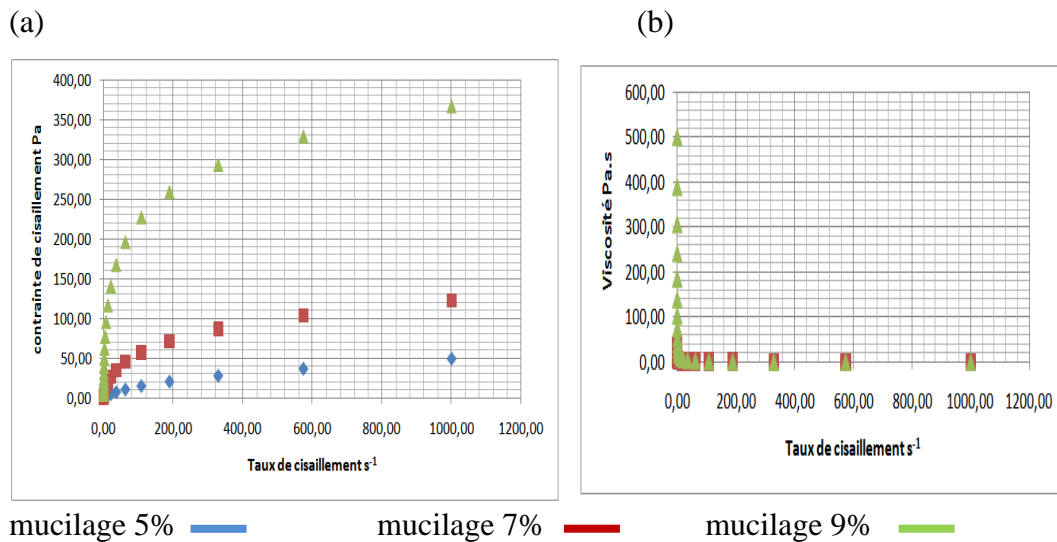 (a)
(b)
contrainte de cisaillement Pa
400,00
350,00
300,00
250,00
200,00
150,00
100,00
50,00
0,00
0,00 200,00 400,00 600,00 800,00 1000,00 1200,00
Taux de cisaillement s-1
Viscosité Pa.s
600,00
500,00
400,00
300,00
200,00
100,00
0,00
0,00 200,00 400,00 600,00 800,00 1000,00 1200,00
Taux de cisaillement s-1
mucilage 5% mucilage 7% mucilage 9%